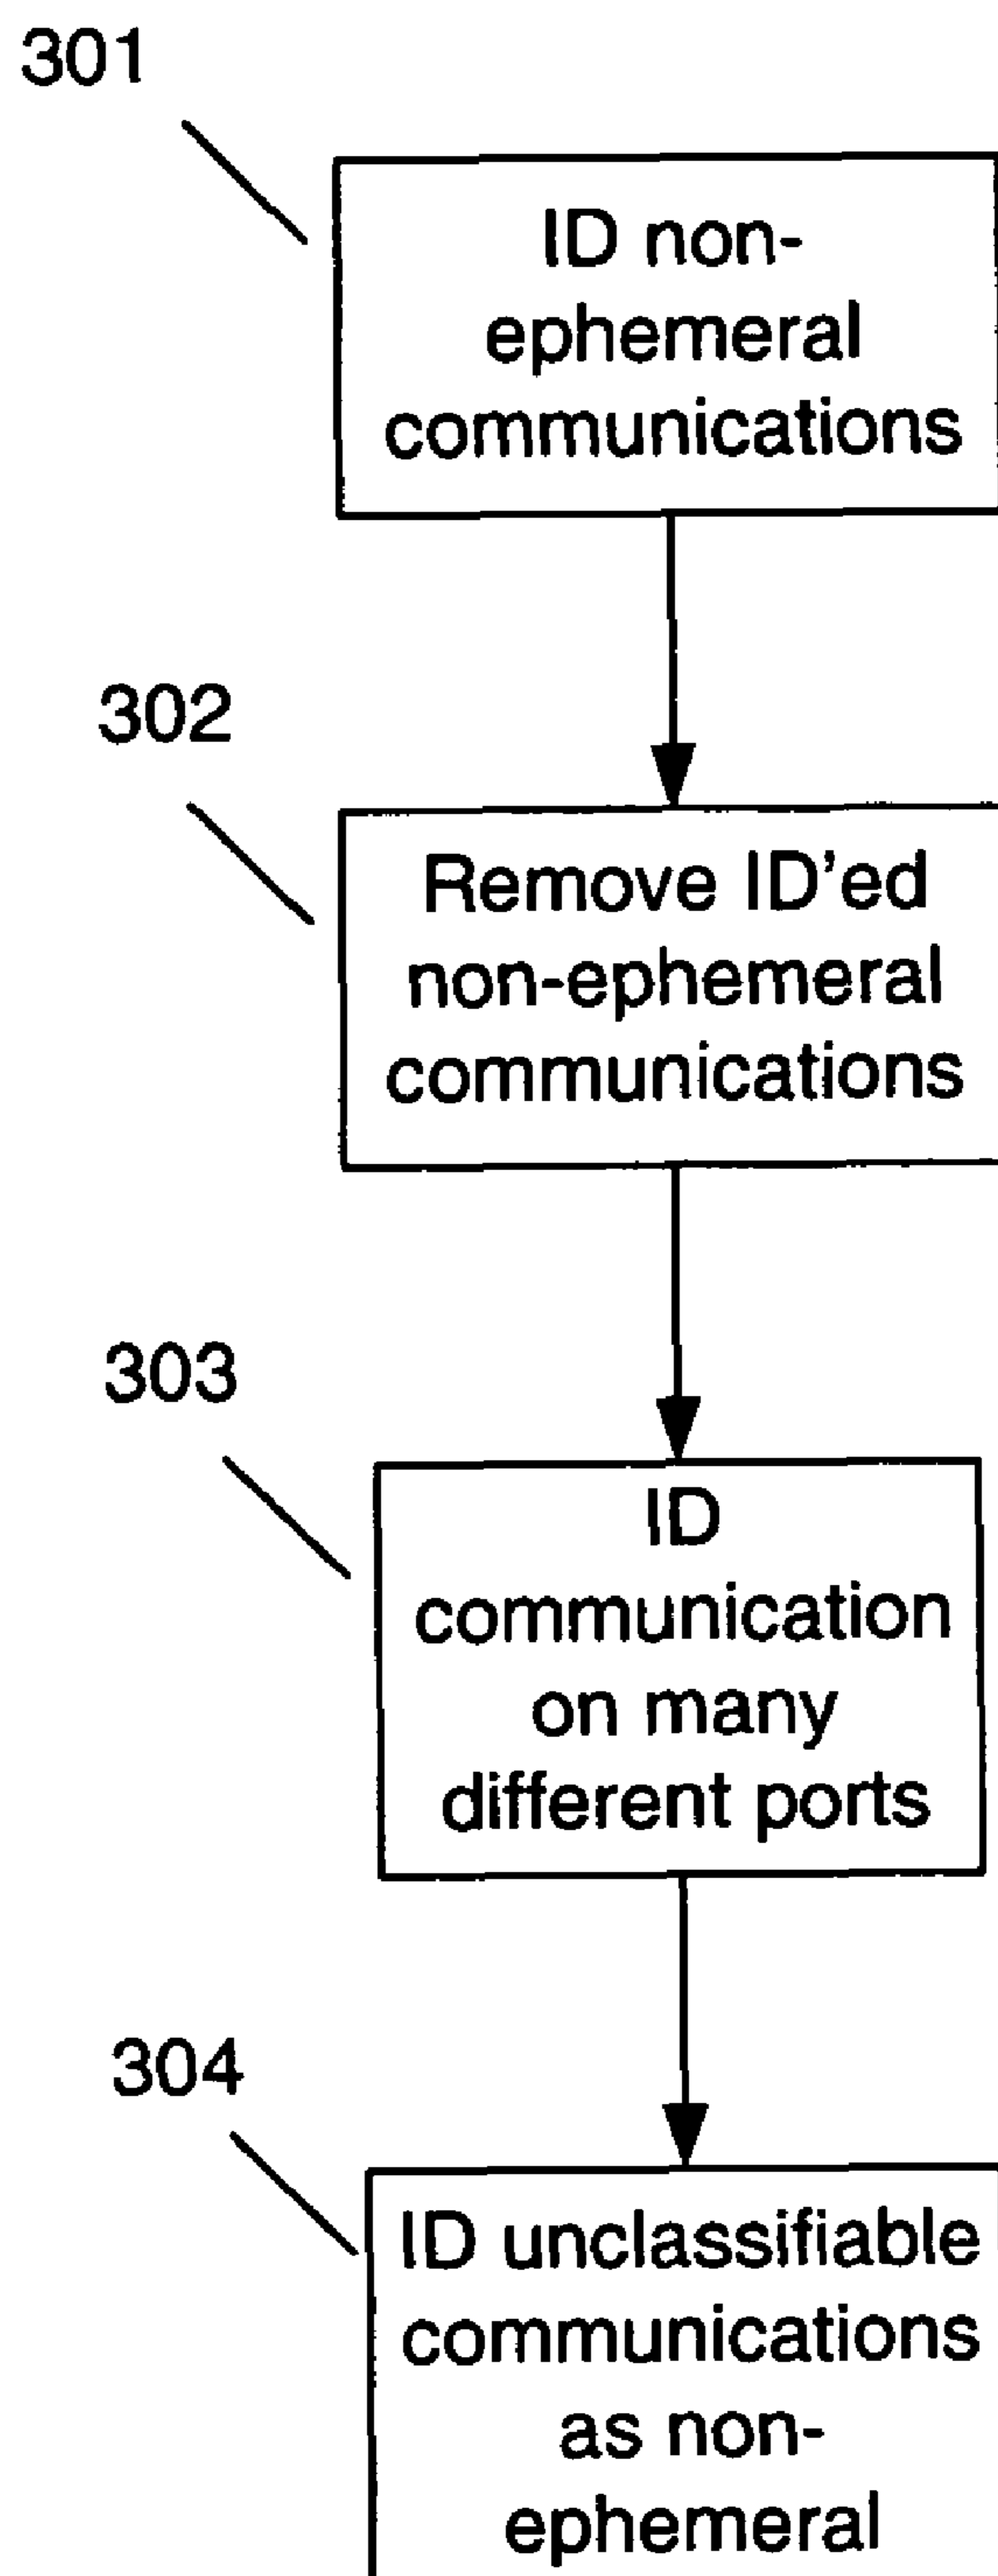 301
ID non-
ephemeral
communications
302
Remove ID'ed
non-ephemeral
communications
303
ID
communication
on many
different ports
304
ID unclassifiable
communications
as non-
ephemeral